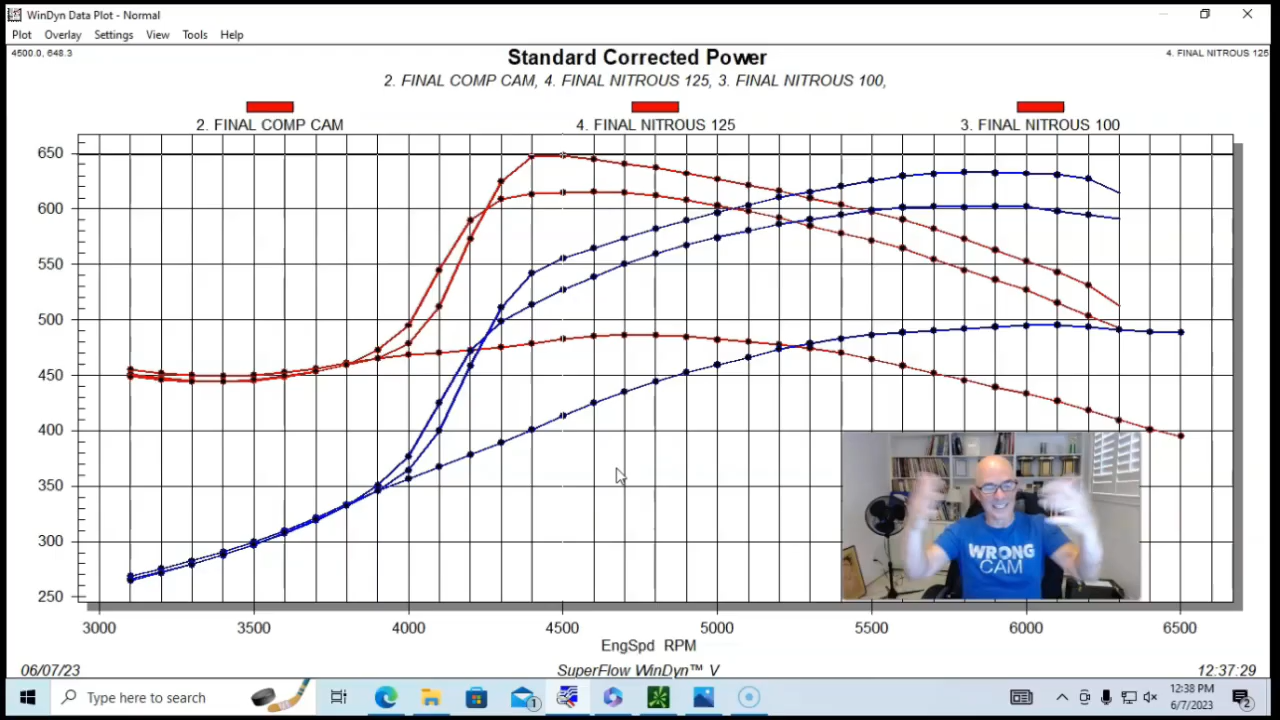 WinDyn Data Plot - Normal
Plot Overlay Settings View Tools Help
4500.0, 648.3
4. FINAL NITROUS 125
Standard Corrected Power
2. FINAL COMP CAM, 4. FINAL NITROUS 125, 3. FINAL NITROUS 100,
2. FINAL COMP CAM
4. FINAL NITROUS 125
3. FINAL NITROUS 100
650
600
550
500
450
400
350
300
250
WRONG
CAM
3000 3500 4000 4500 5000 5500 6000 6500
EngSpd RPM
06/07/23
SuperFlow WinDyn™ V
12:37:29
Type here to search
1
12:38 PM
6/7/2023
2